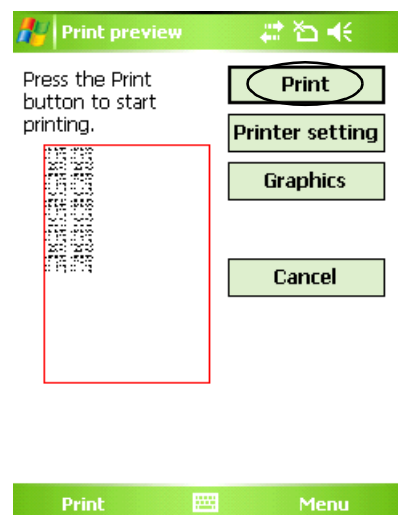 Print preview
Press the Print
button to start
printing.
Print
Printer setting
Graphics
Cancel
Print
Menu